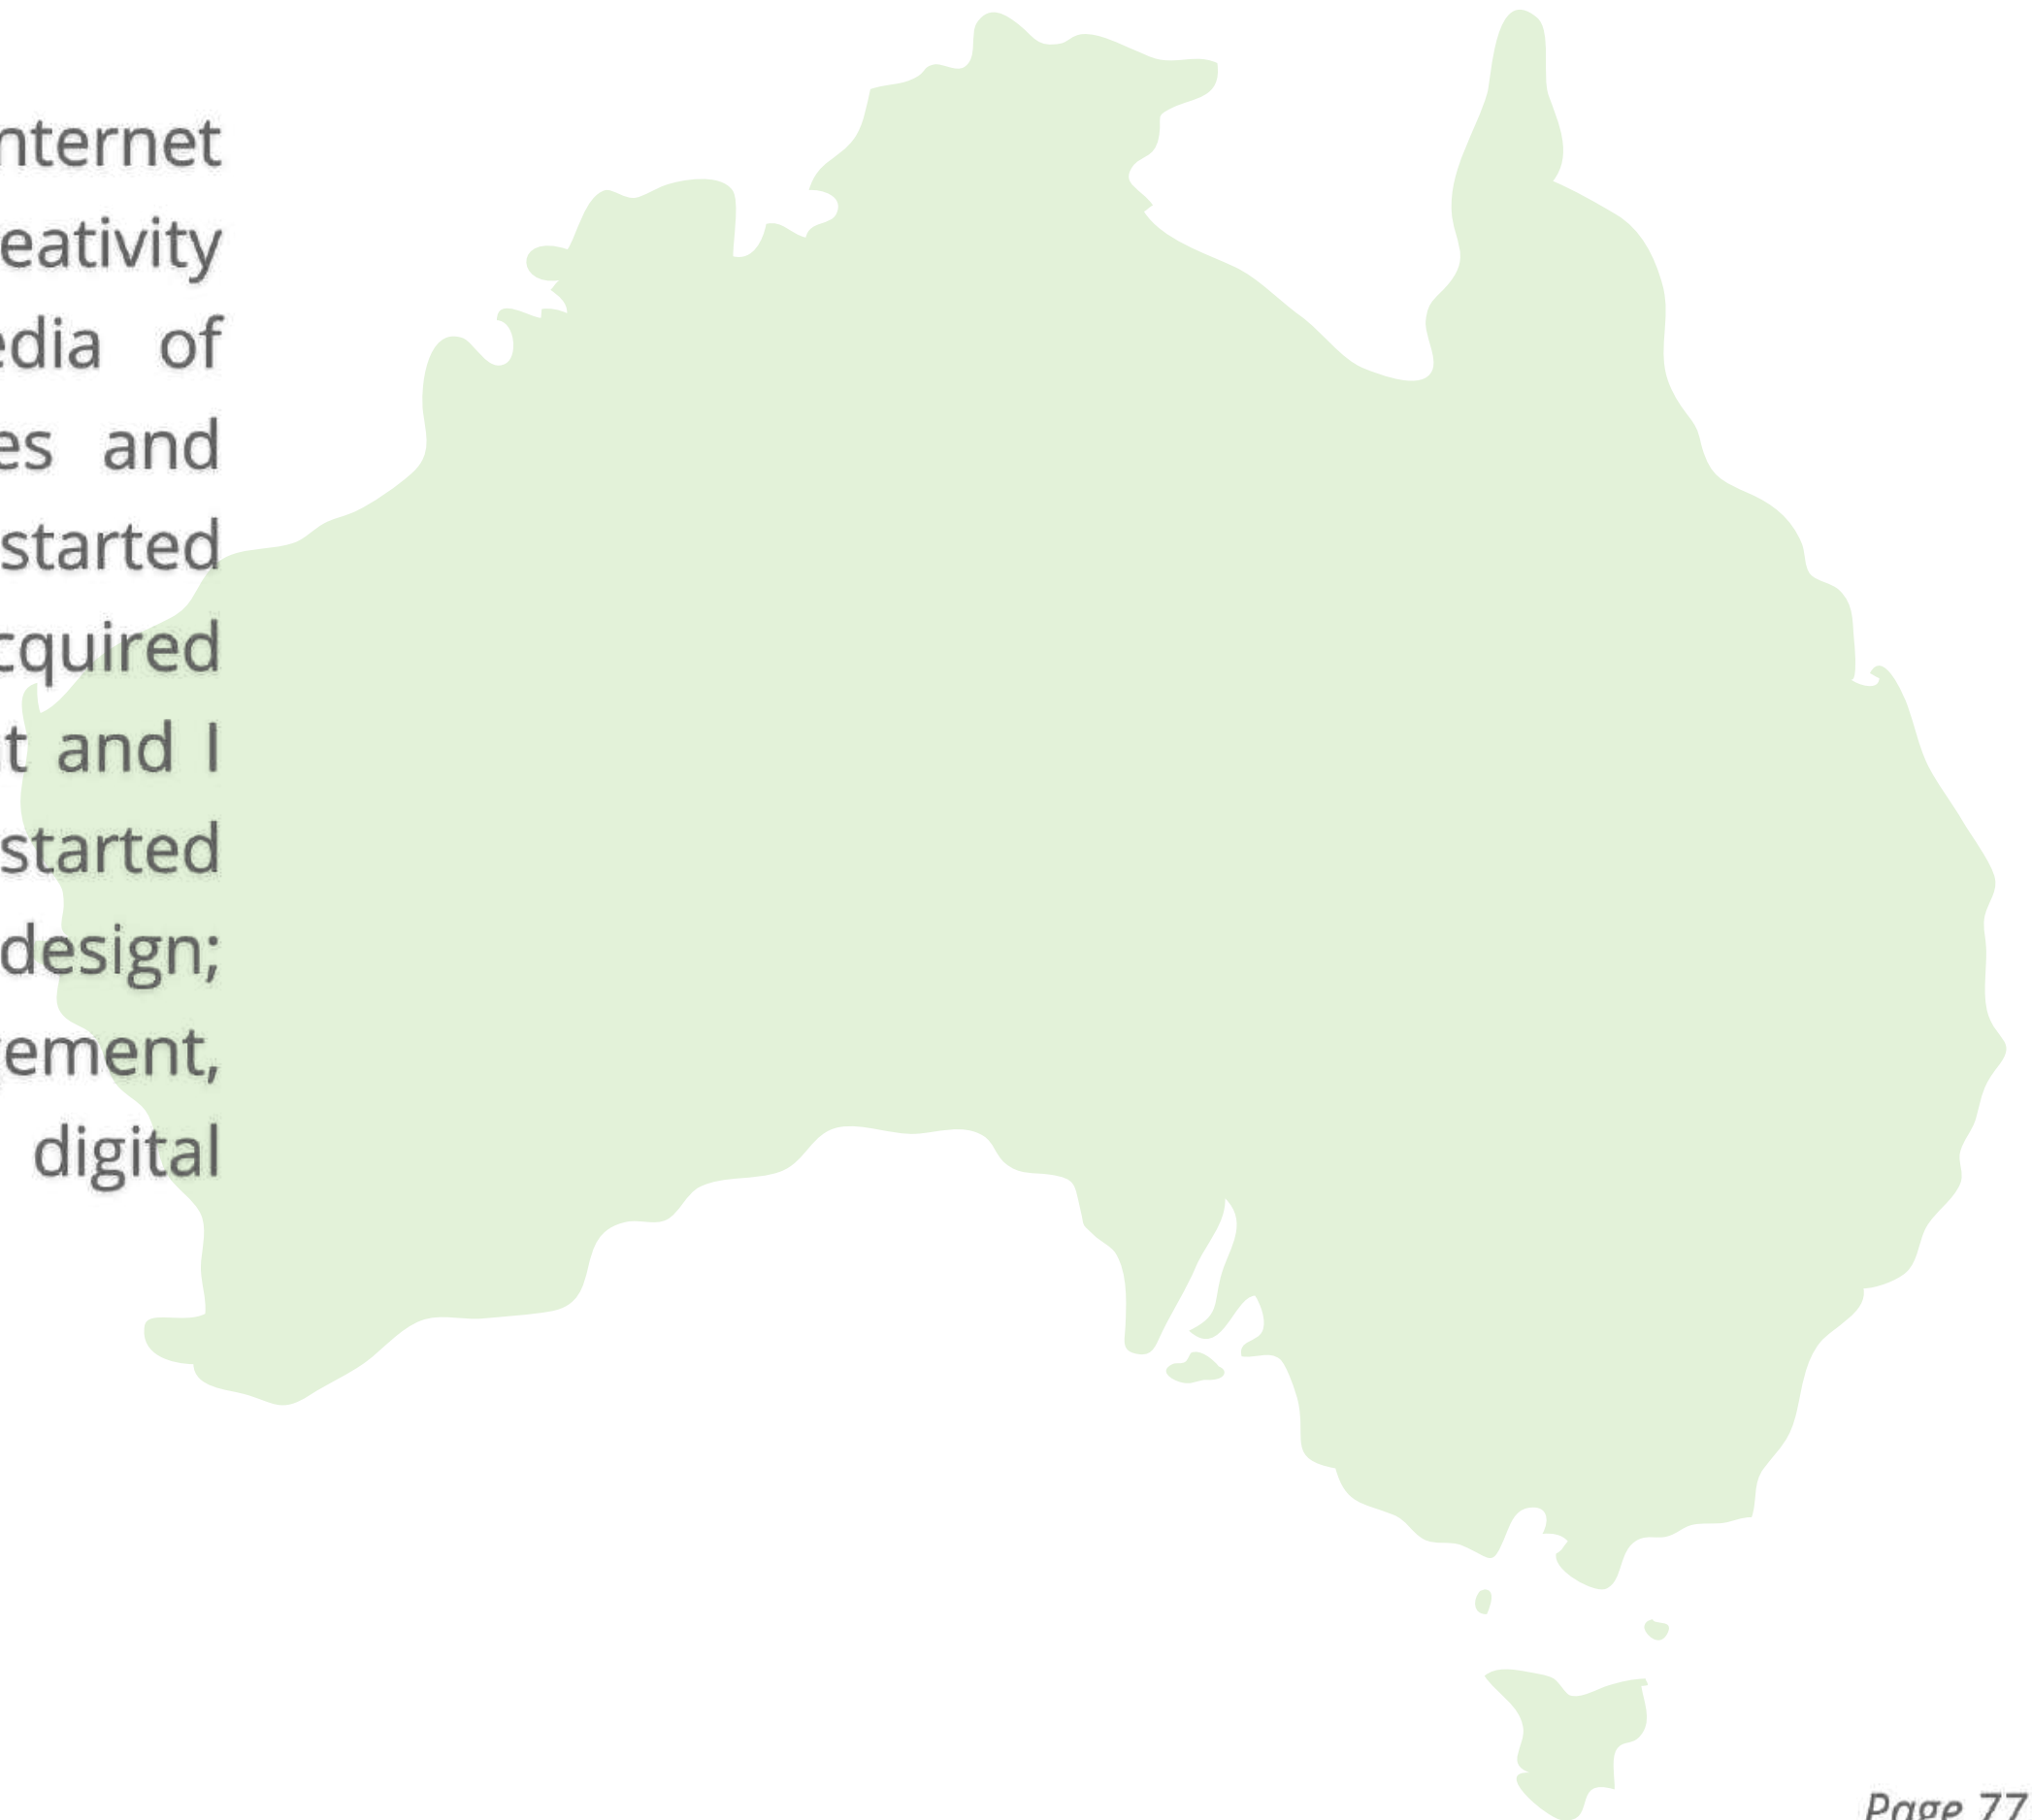 nternet
eativity
edia of
es and
started
cquired
t and I
started
design;
ement,
digital
Page 77